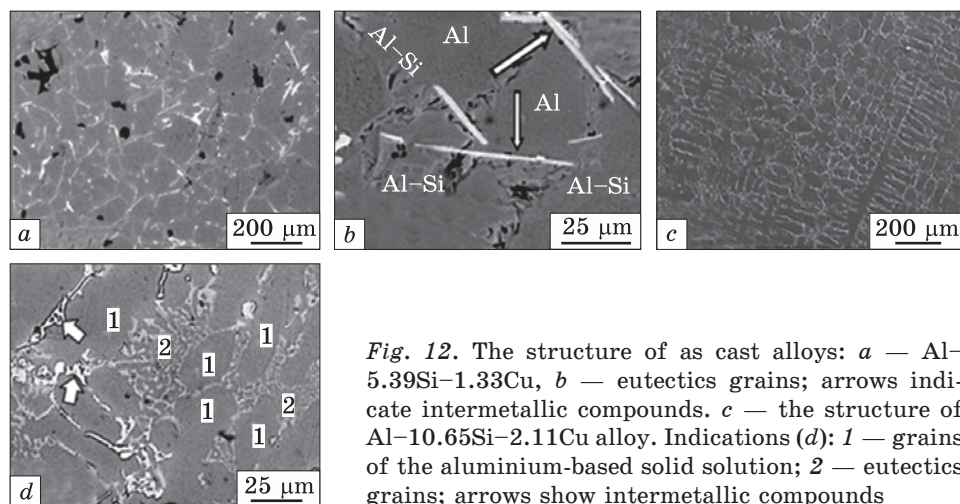 a
200 μm
Al–Si
Al
Al
Al–Si
Al–Si
b
25 μm
c
200 μm
1
2
1
1
1
2
1
d
25 μm
Fig. 12. The structure of as cast alloys: a — Al–
5.39Si–1.33Cu, b — eutectics grains; arrows indi-
cate intermetallic compounds. c — the structure of
Al–10.65Si–2.11Cu alloy. Indications (d): 1 — grains
of the aluminium-based solid solution; 2 — eutectics
grains; arrows show intermetallic compounds